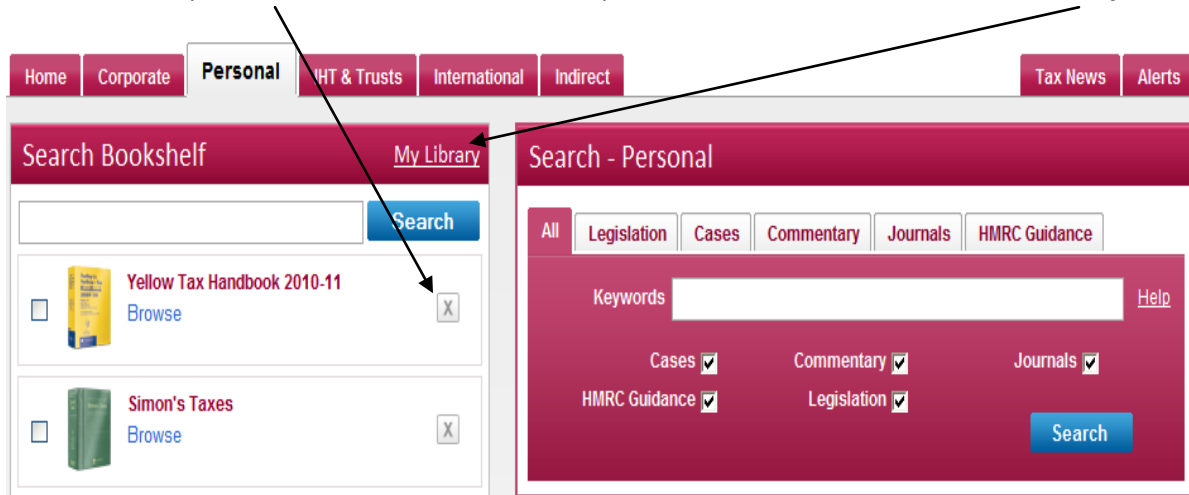 Home Corporate Personal IHT & Trusts International Indirect Tax News Alerts
Search Bookshelf My Library
Search
Yellow Tax Handbook 2010-11
Browse
X
Simon's Taxes
Browse
X
Search - Personal
All Legislation Cases Commentary Journals HMRC Guidance
Keywords Help
Cases Commentary Journals
HMRC Guidance Legislation
Search